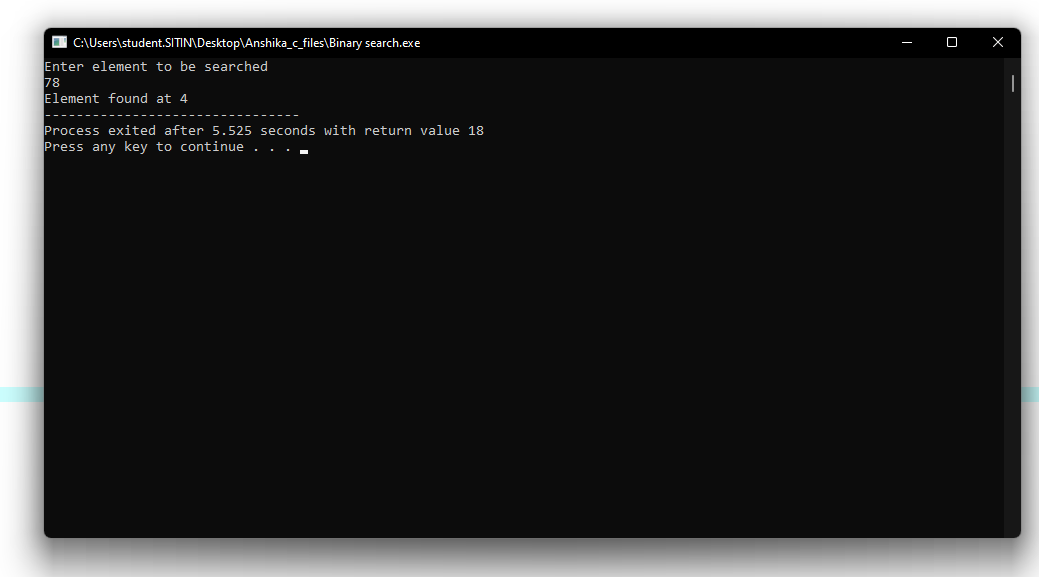 C:\Users\student.SITIN\Desktop\Anshika_c_files\Binary search.exe
Enter element to be searched
78
Element found at 4
--------------------------------
Process exited after 5.525 seconds with return value 18
Press any key to continue . . .